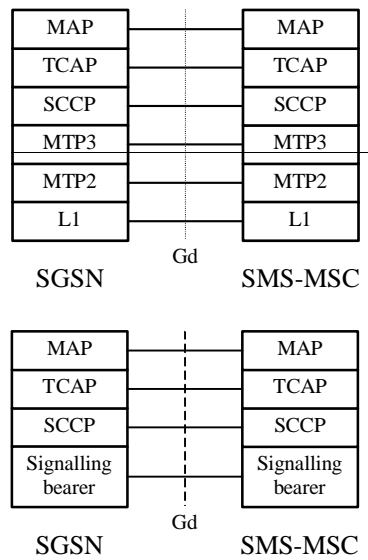 MAP MAP
TCAP TCAP
SCCP SCCP
MTP3 MTP3
MTP2 MTP2
L1 L1
Gd
SGSN SMS-MSC
MAP MAP
TCAP TCAP
SCCP SCCP
Signalling Signalling
bearer bearer
Gd
SGSN SMS-MSC